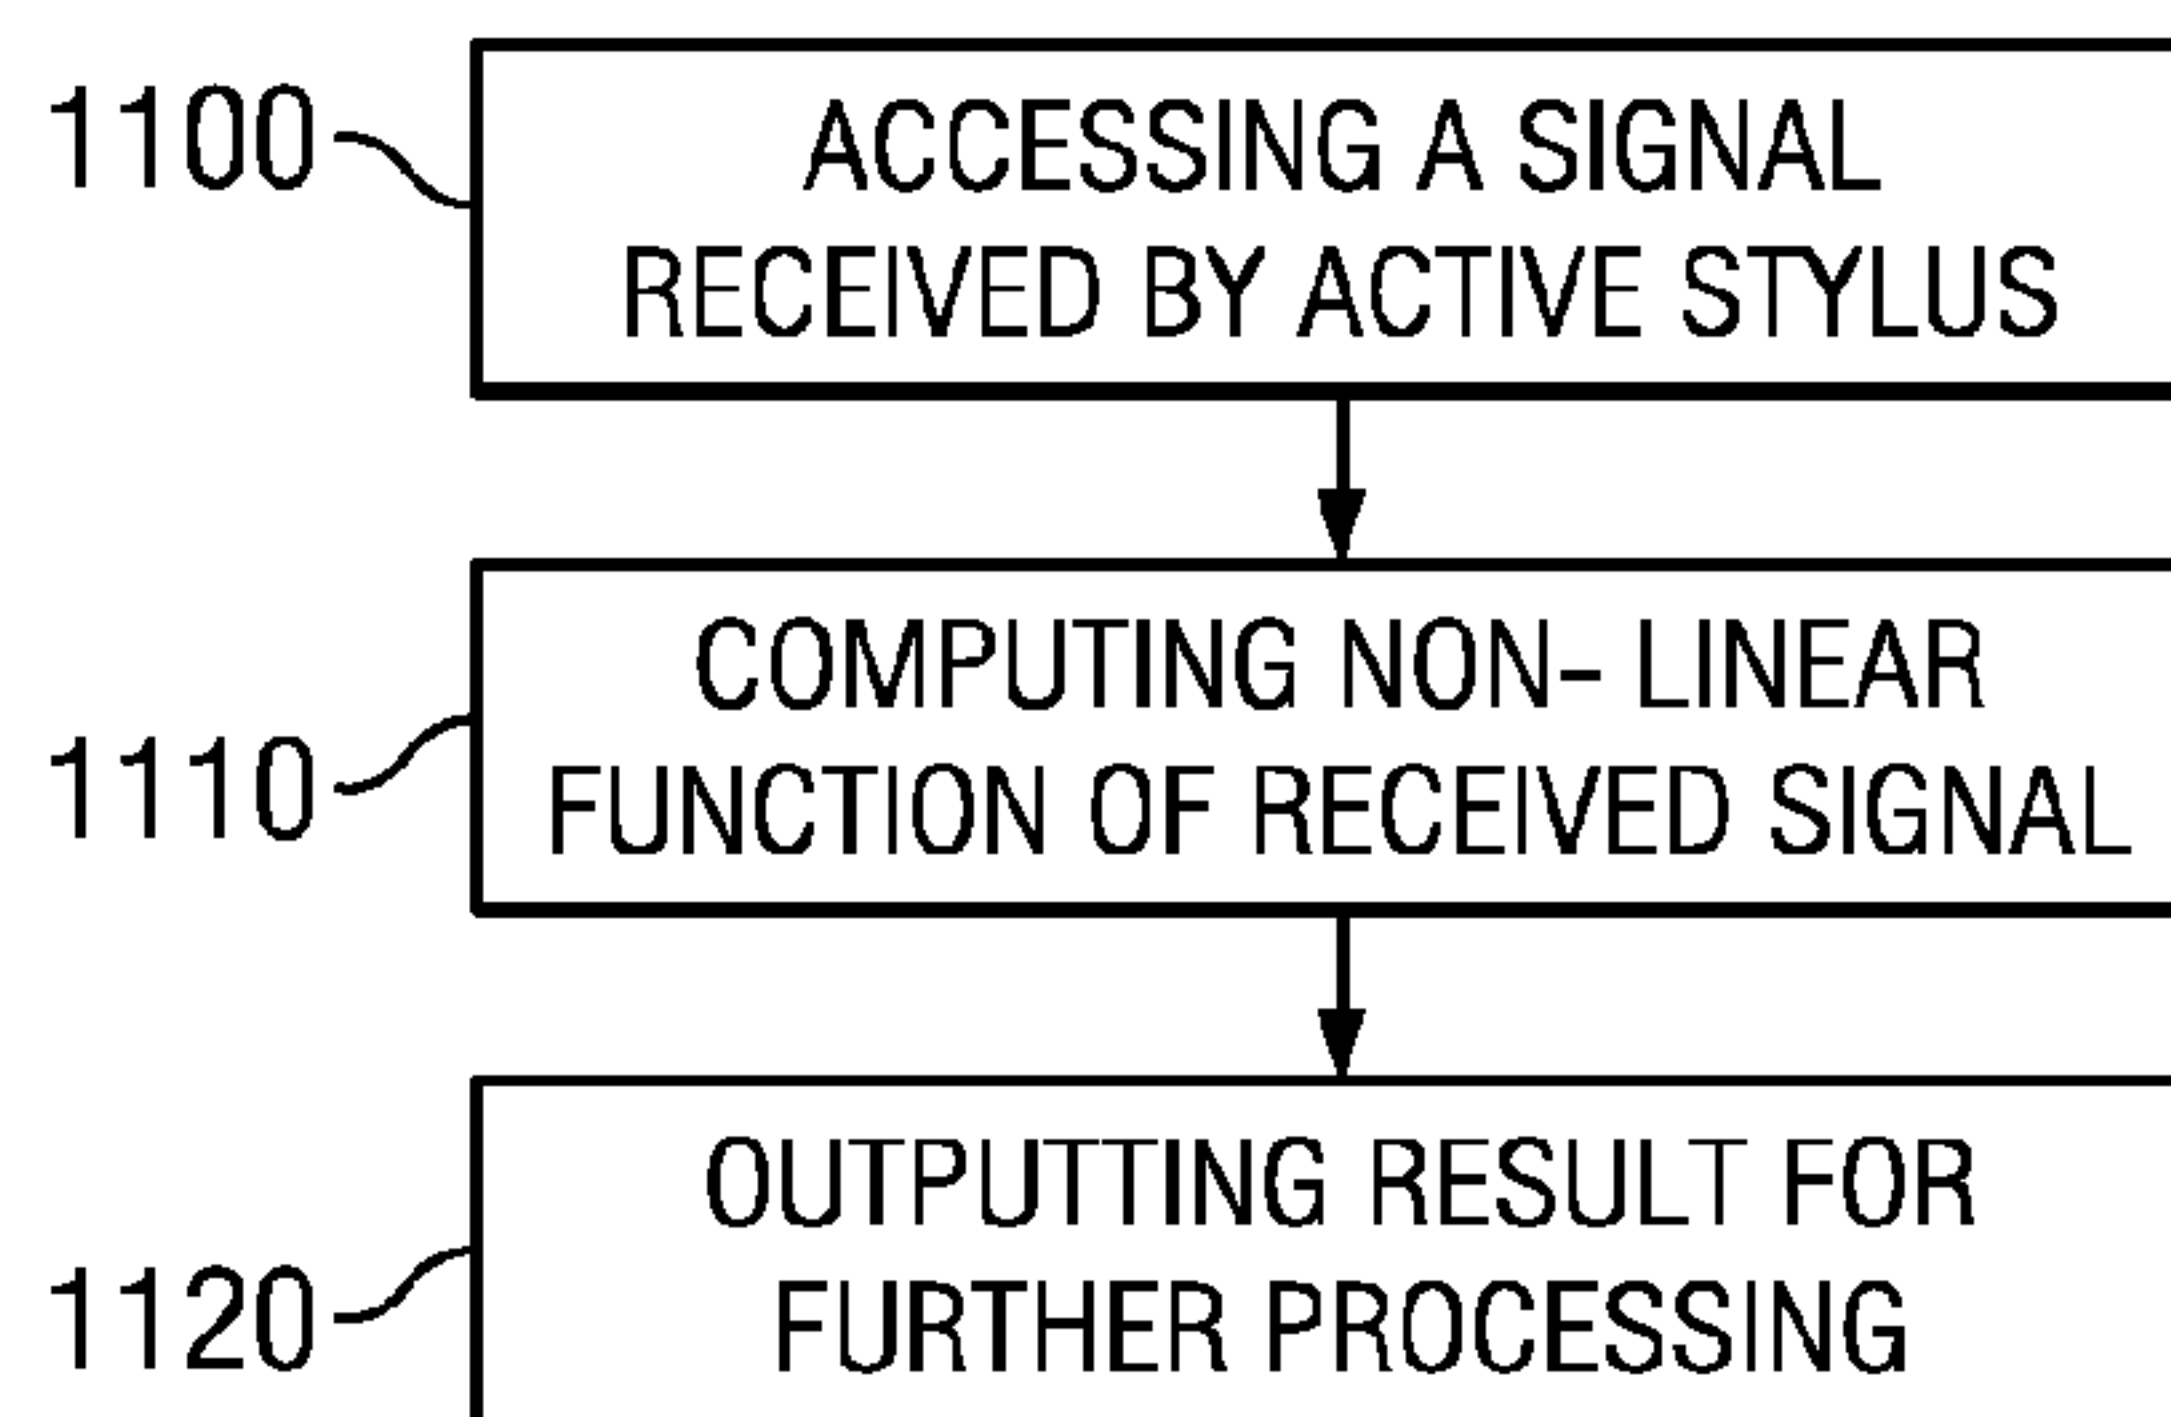 1100
ACCESSING A SIGNAL
RECEIVED BY ACTIVE STYLUS
1110
COMPUTING NON- LINEAR
FUNCTION OF RECEIVED SIGNAL
1120
OUTPUTTING RESULT FOR
FURTHER PROCESSING